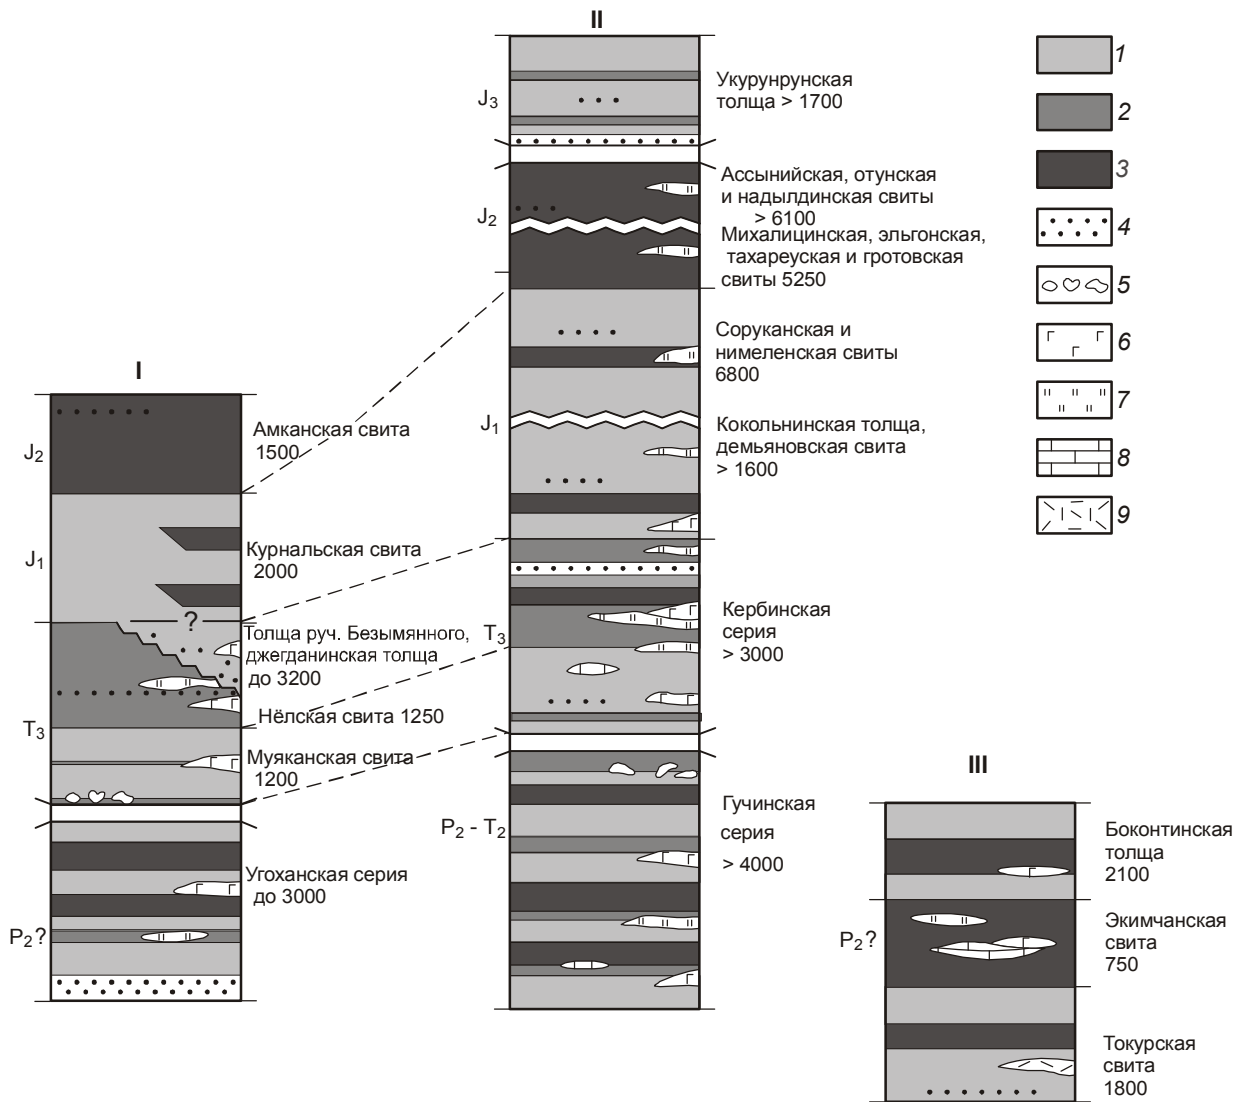 I
J₂
Амканская свита
1500
J₁
Курнальская свита
2000
?
Толща руч. Безымянного,
джегданинская толща
до 3200
Нёлская свита 1250
T₃
Муяканская свита
1200
Угоханская серия
до 3000
P₂?
II
J₃
Укурунрунская
толща > 1700
Ассынийская, отунская
и надылдинская свиты
> 6100
J₂
Михалицинская, эльгонская,
тахареуская и гротовская
свиты 5250
Соруканская и
нимеленская свиты
6800
J₁
Кокольнинская толща,
демьяновская свита
> 1600
T₃
Кербинская
серия
> 3000
P₂ - T₂
Гучинская
серия
> 4000
III
Боконтинская
толща
2100
P₂?
Экимчанская
свита
750
Токурская
свита
1800
1
2
3
4
5
6
7
8
9